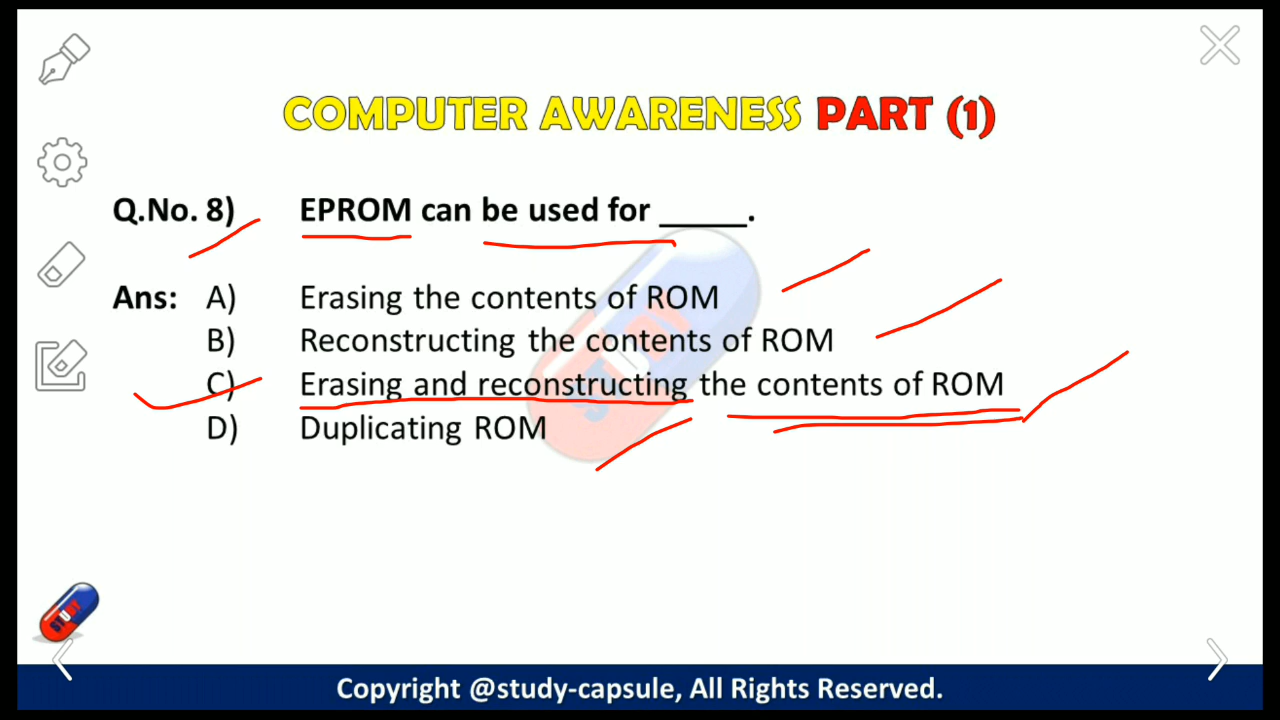 COMPUTER AWARENESS PART (1)
Q.No. 8) EPROM can be used for _____.
Ans: A) Erasing the contents of ROM
B) Reconstructing the contents of ROM
C) Erasing and reconstructing the contents of ROM
D) Duplicating ROM
STUDY
STUDY
Copyright @study-capsule, All Rights Reserved.